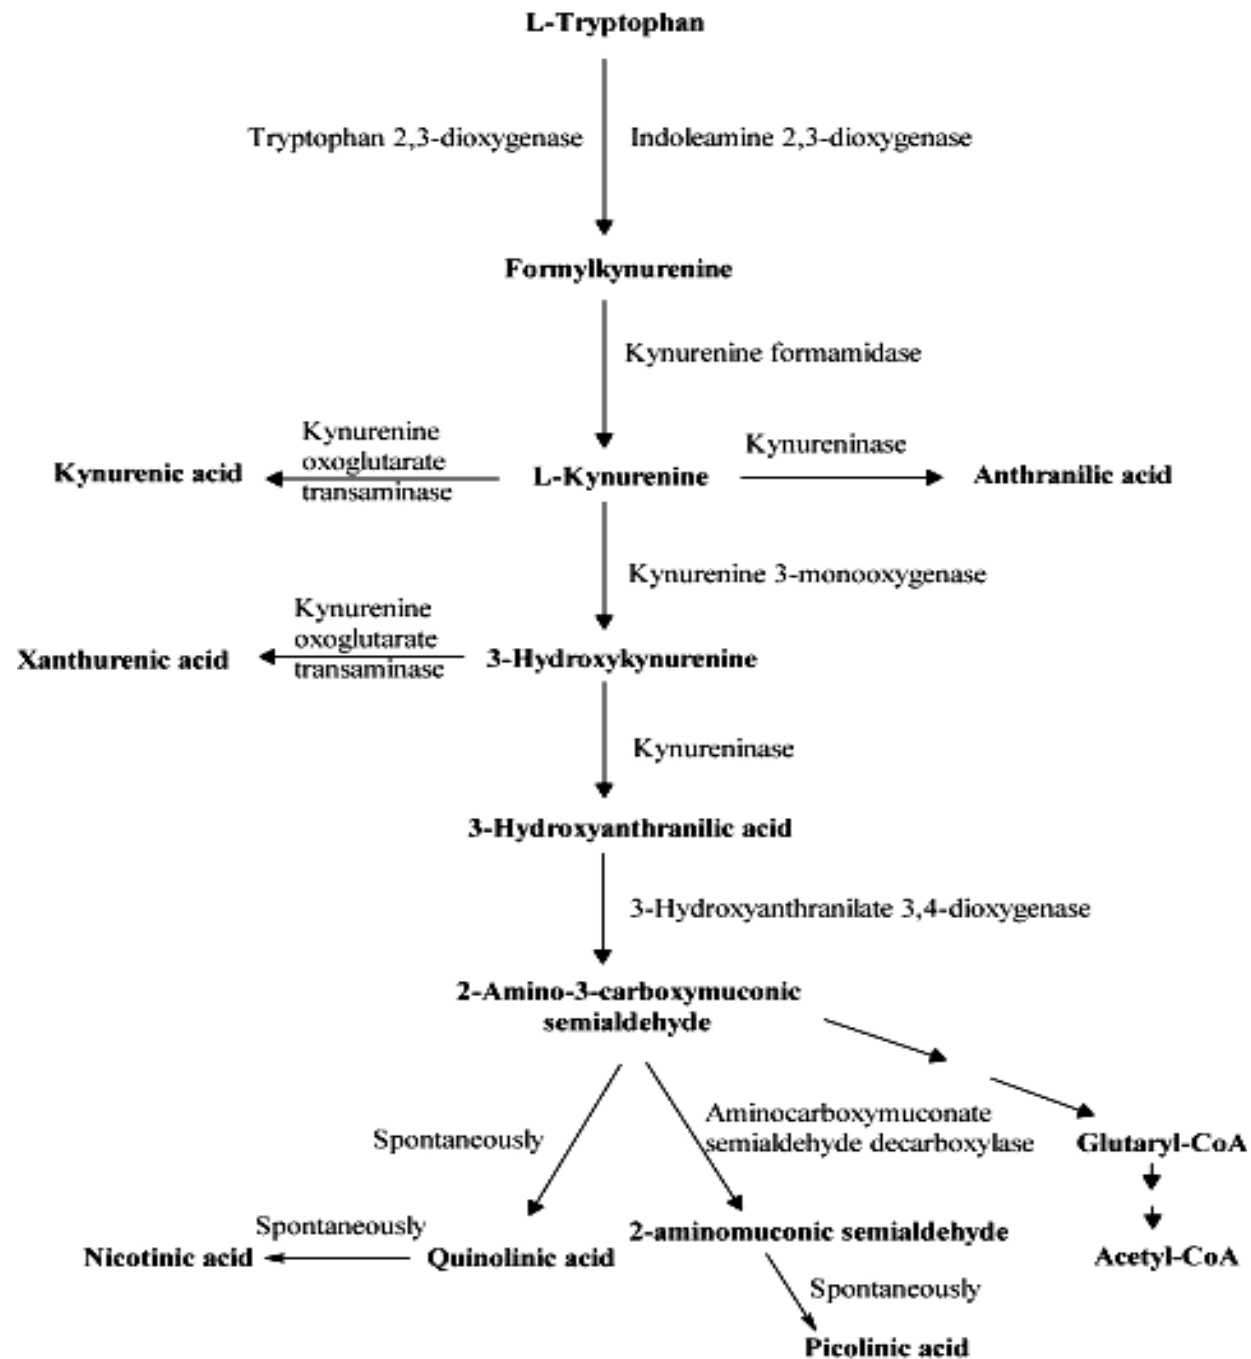 L-Tryptophan
Tryptophan 2,3-dioxygenase
Indoleamine 2,3-dioxygenase
Formylkynurenine
Kynurenine formamidase
Kynurenine
oxoglutarate
transaminase
Kynureninase
Kynurenic acid
L-Kynurenine
Anthranilic acid
Kynurenine 3-monooxygenase
Kynurenine
oxoglutarate
transaminase
Xanthurenic acid
3-Hydroxykynurenine
Kynureninase
3-Hydroxyanthranilic acid
3-Hydroxyanthranilate 3,4-dioxygenase
2-Amino-3-carboxymuconic
semialdehyde
Spontaneously
Aminocarboxymuconate
semialdehyde decarboxylase
Glutaryl-CoA
Spontaneously
2-aminomuconic semialdehyde
Nicotinic acid
Quinolinic acid
Acetyl-CoA
Spontaneously
Picolinic acid